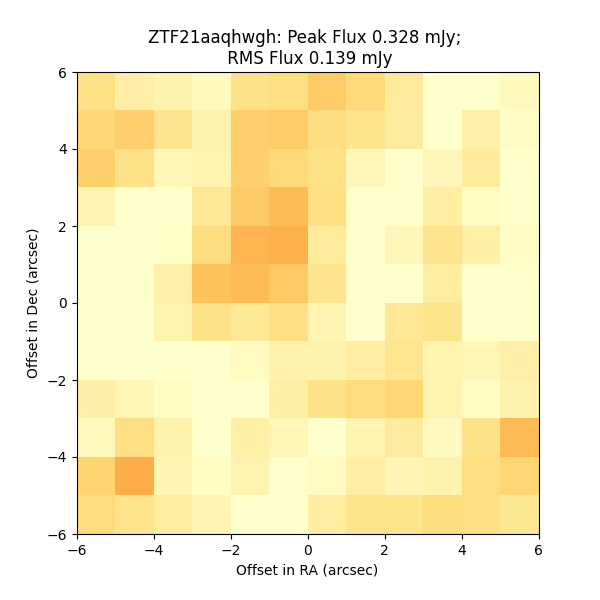 ZTF21aaqhwgh: Peak Flux 0.328 mJy;
RMS Flux 0.139 mJy
6
4
2
0
−2
−4
−6
Offset in Dec (arcsec)
−6 −4 −2 0 2 4 6
Offset in RA (arcsec)